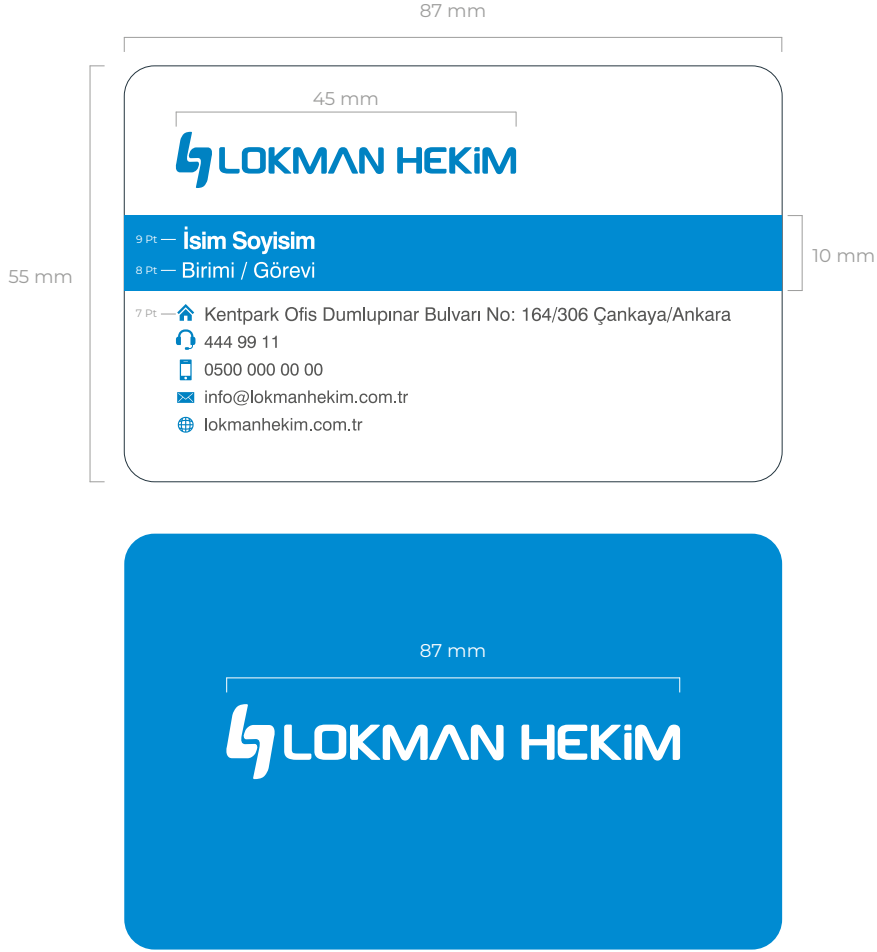 87 mm
45 mm
LOKMAN HEKİM
55 mm
10 mm
9 Pt İsim Soyisim
8 Pt Birimi / Görevi
7 Pt Kentpark Ofis Dumlupınar Bulvarı No: 164/306 Çankaya/Ankara
444 99 11
0500 000 00 00
info@lokmanhekim.com.tr
lokmanhekim.com.tr
87 mm
LOKMAN HEKİM